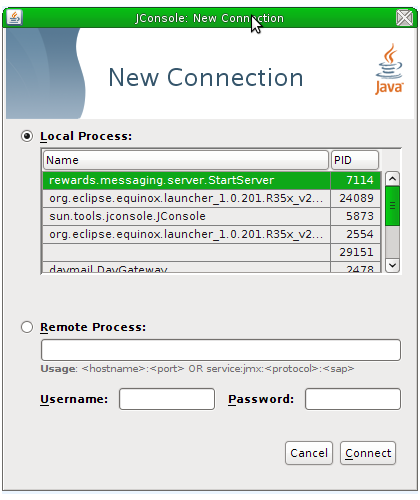 JConsole: New Connection
New Connection
Java
Local Process:
Name PID
rewards.messaging.server.StartServer 7114
org.eclipse.equinox.launcher_1.0.201.R35x_v2... 24089
sun.tools.jconsole.JConsole 5873
org.eclipse.equinox.launcher_1.0.201.R35x_v2... 2554
29151
davmail.DavGateway 2478
Remote Process:
Usage: <hostname>:<port> OR service:jmx:<protocol>:<sap>
Username: Password:
Cancel Connect